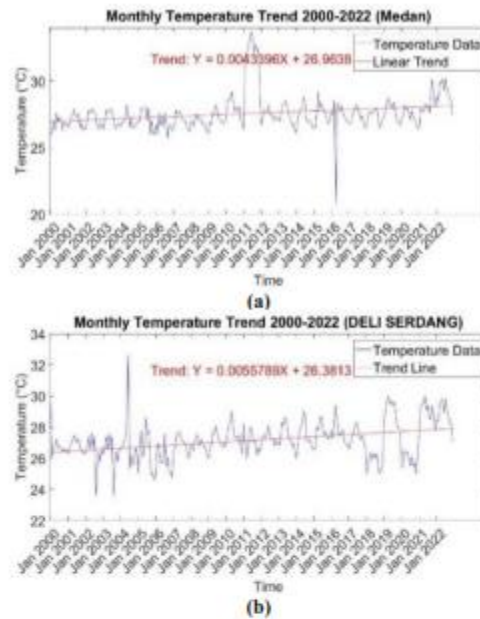 Monthly Temperature Trend 2000-2022 (Medan)
Trend: Y = 0.0043396X + 26.9638
Temperature Data
Linear Trend
Temperature (°C)
30
25
20
Jan 2000
Jan 2001
Jan 2002
Jan 2003
Jan 2004
Jan 2005
Jan 2006
Jan 2007
Jan 2008
Jan 2009
Jan 2010
Jan 2011
Jan 2012
Jan 2013
Jan 2014
Jan 2015
Jan 2016
Jan 2017
Jan 2018
Jan 2019
Jan 2020
Jan 2021
Jan 2022
Time
(a)
Monthly Temperature Trend 2000-2022 (DELI SERDANG)
Trend: Y = 0.0055789X + 26.3813
Temperature Data
Trend Line
Temperature (°C)
34
32
30
28
26
24
22
Jan 2000
Jan 2001
Jan 2002
Jan 2003
Jan 2004
Jan 2005
Jan 2006
Jan 2007
Jan 2008
Jan 2009
Jan 2010
Jan 2011
Jan 2012
Jan 2013
Jan 2014
Jan 2015
Jan 2016
Jan 2017
Jan 2018
Jan 2019
Jan 2020
Jan 2021
Jan 2022
Time
(b)